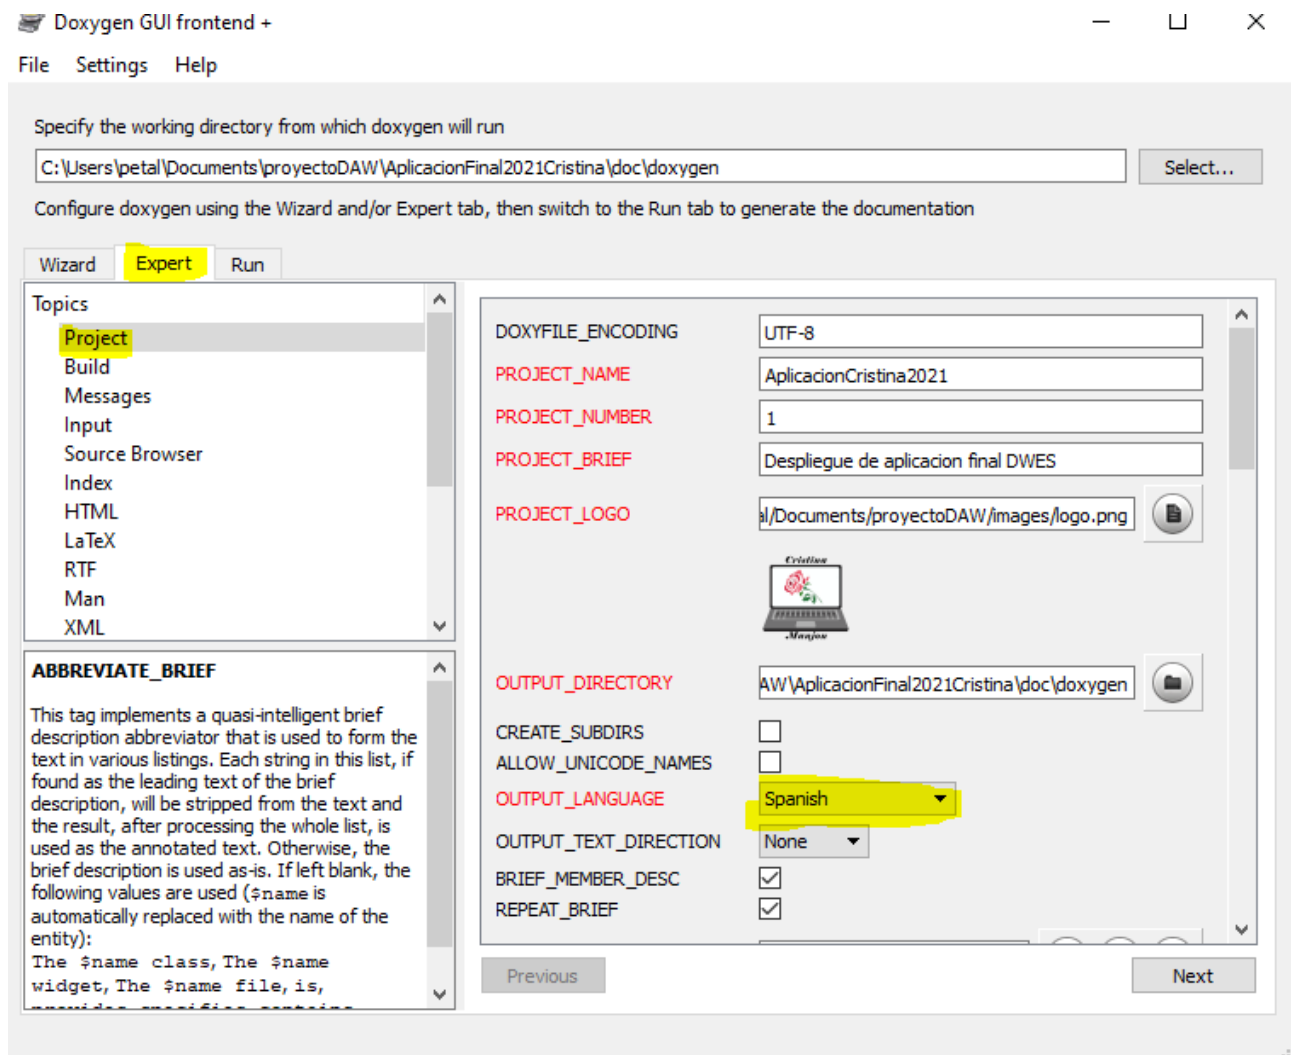 Doxygen GUI frontend +
File Settings Help
Specify the working directory from which doxygen will run
C:\Users\petal\Documents\proyectoDAW\AplicacionFinal2021Cristina\doc\doxygen
Select...
Configure doxygen using the Wizard and/or Expert tab, then switch to the Run tab to generate the documentation
Wizard Expert Run
Topics
Project
Build
Messages
Input
Source Browser
Index
HTML
LaTeX
RTF
Man
XML
ABBREVIATE_BRIEF
This tag implements a quasi-intelligent brief
description abbreviator that is used to form the
text in various listings. Each string in this list, if
found as the leading text of the brief
description, will be stripped from the text and
the result, after processing the whole list, is
used as the annotated text. Otherwise, the
brief description is used as-is. If left blank, the
following values are used ($name is
automatically replaced with the name of the
entity):
The $name class, The $name
widget, The $name file, is,
DOXYFILE_ENCODING UTF-8
PROJECT_NAME AplicacionCristina2021
PROJECT_NUMBER 1
PROJECT_BRIEF Despliegue de aplicacion final DWES
PROJECT_LOGO al/Documents/proyectoDAW/images/logo.png
Cristina
Manjon
OUTPUT_DIRECTORY AW\AplicacionFinal2021Cristina\doc\doxygen
CREATE_SUBDIRS
ALLOW_UNICODE_NAMES
OUTPUT_LANGUAGE Spanish
OUTPUT_TEXT_DIRECTION None
BRIEF_MEMBER_DESC
REPEAT_BRIEF
Previous Next